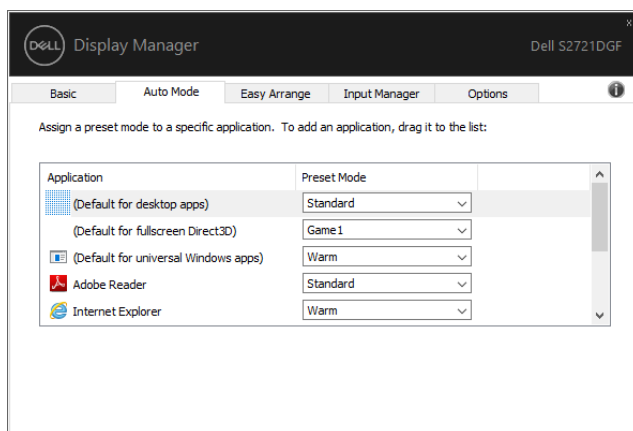 DELL Display Manager Dell S2721DGF
Basic Auto Mode Easy Arrange Input Manager Options
Assign a preset mode to a specific application. To add an application, drag it to the list:
Application Preset Mode
(Default for desktop apps) Standard
(Default for fullscreen Direct3D) Game1
(Default for universal Windows apps) Warm
Adobe Reader Standard
Internet Explorer Warm